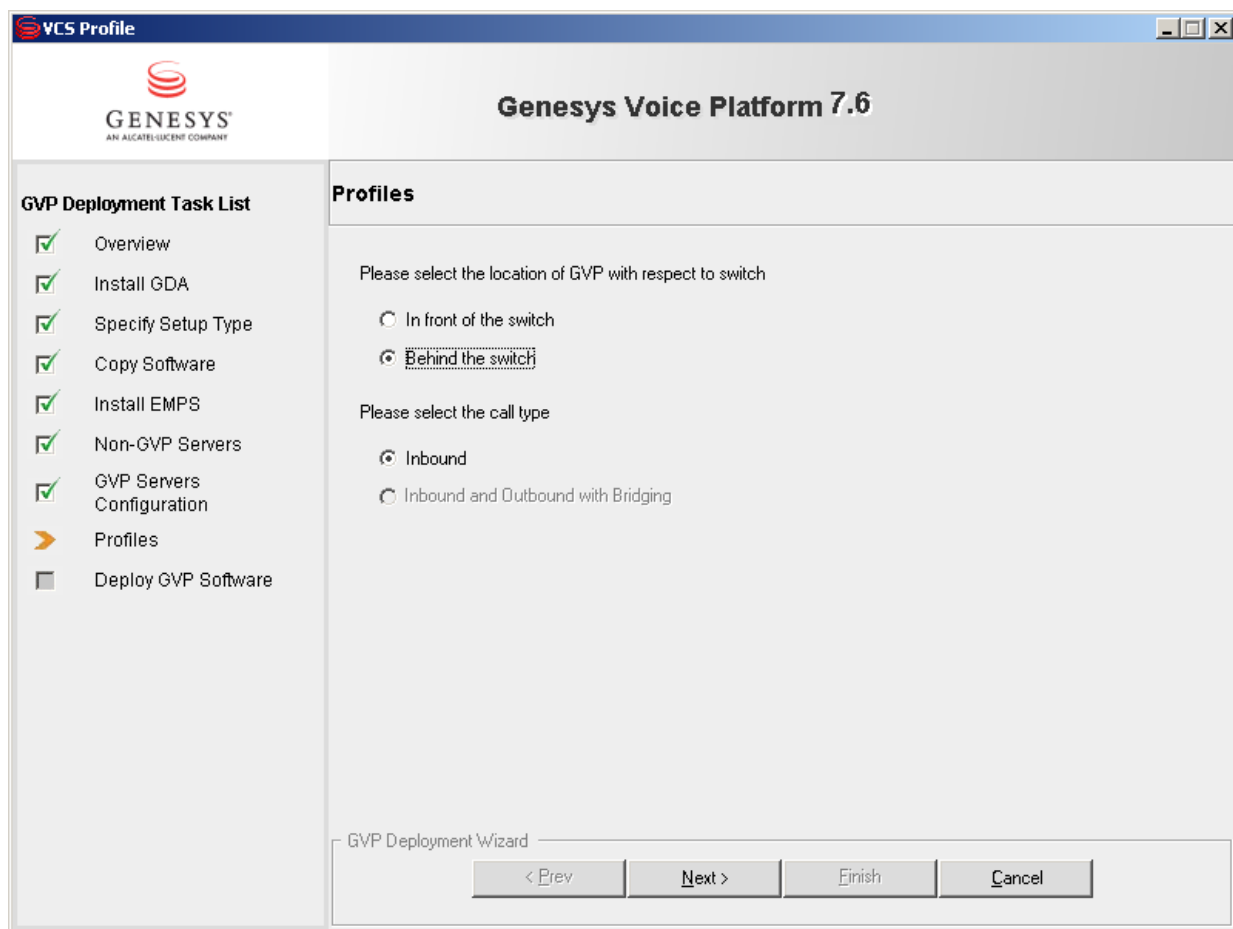 VCS Profile
GENESYS
AN ALCATEL-LUCENT COMPANY
Genesys Voice Platform 7.6
GVP Deployment Task List
Overview
Install GDA
Specify Setup Type
Copy Software
Install EMPS
Non-GVP Servers
GVP Servers
Configuration
Profiles
Deploy GVP Software
Profiles
Please select the location of GVP with respect to switch
In front of the switch
Behind the switch
Please select the call type
Inbound
Inbound and Outbound with Bridging
GVP Deployment Wizard
< Prev
Next >
Finish
Cancel